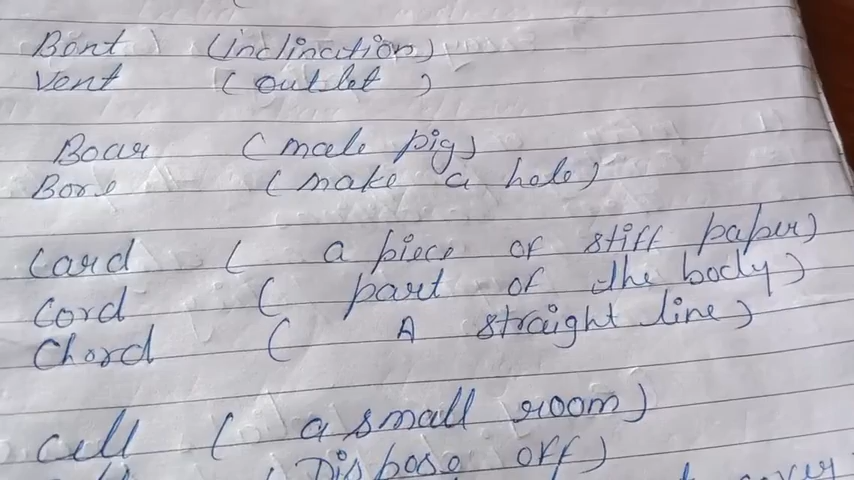 Bent (inclination)
Vent (outlet)
Boar (male pig)
Bore (make a hole)
Card ( a piece of stiff paper)
Cord ( part of the body)
Chord ( A straight line)
Cell ( a small room)
( Dispose off)